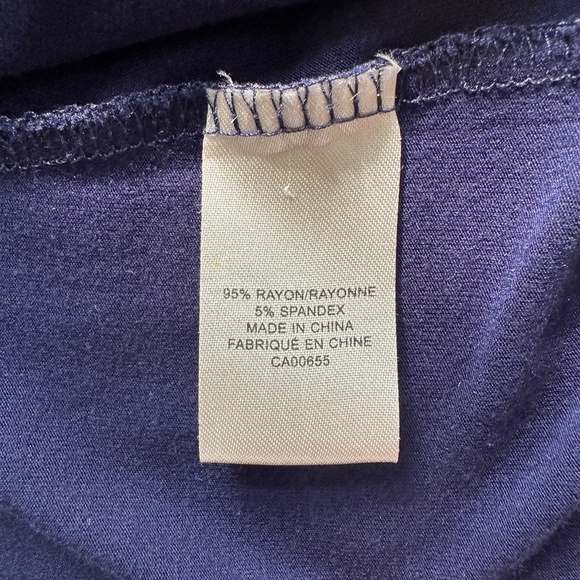 95% RAYON/RAYONNE
5% SPANDEX
MADE IN CHINA
FABRIQUÉ EN CHINE
CA00655